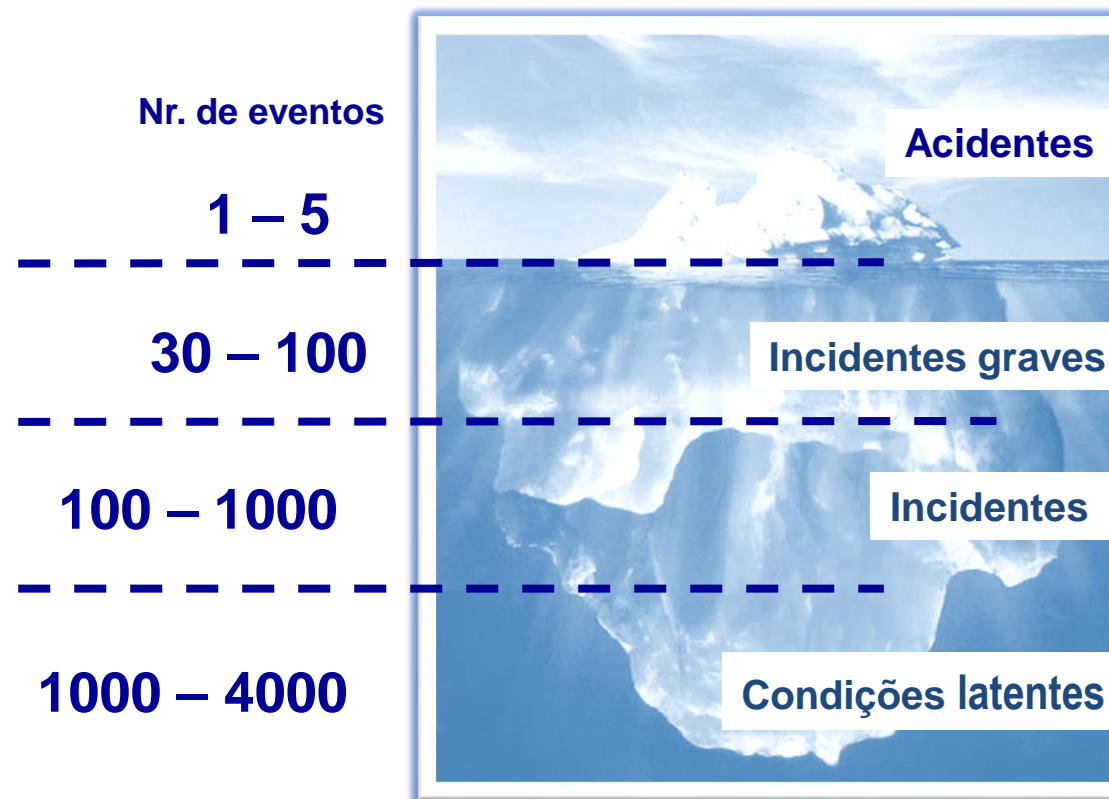 Nr. de eventos
Acidentes
1 – 5
30 – 100
Incidentes graves
100 – 1000
Incidentes
1000 – 4000
Condições latentes